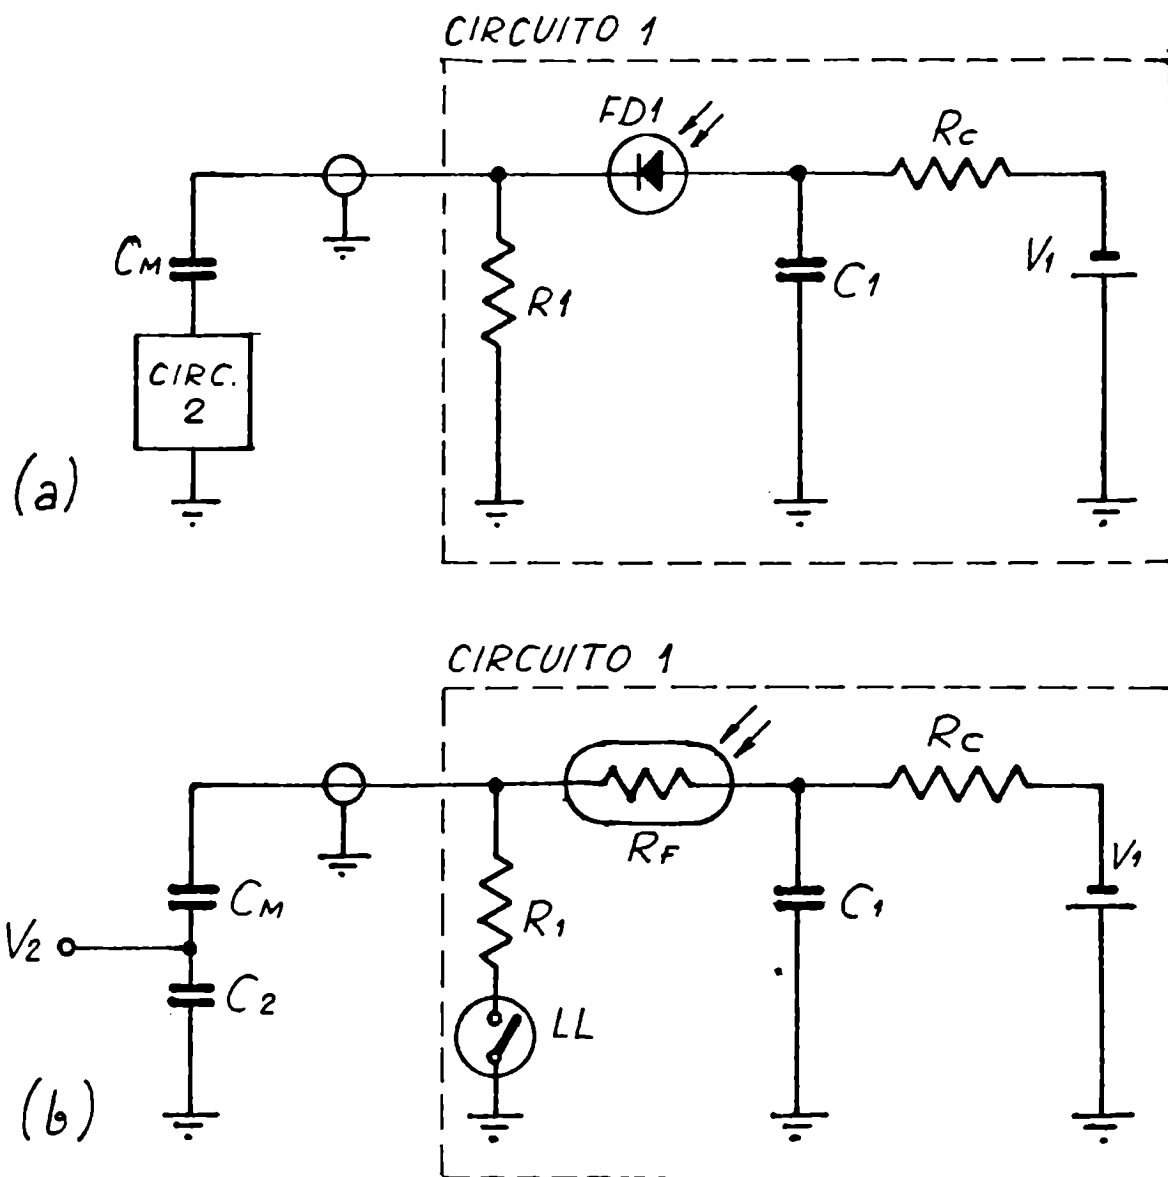 CIRCUITO 1
FD1
RC
CM
R1
C1
V1
CIRC.
2
(a)
CIRCUITO 1
RC
RF
V1
CM
R1
C1
V2
C2
LL
(b)